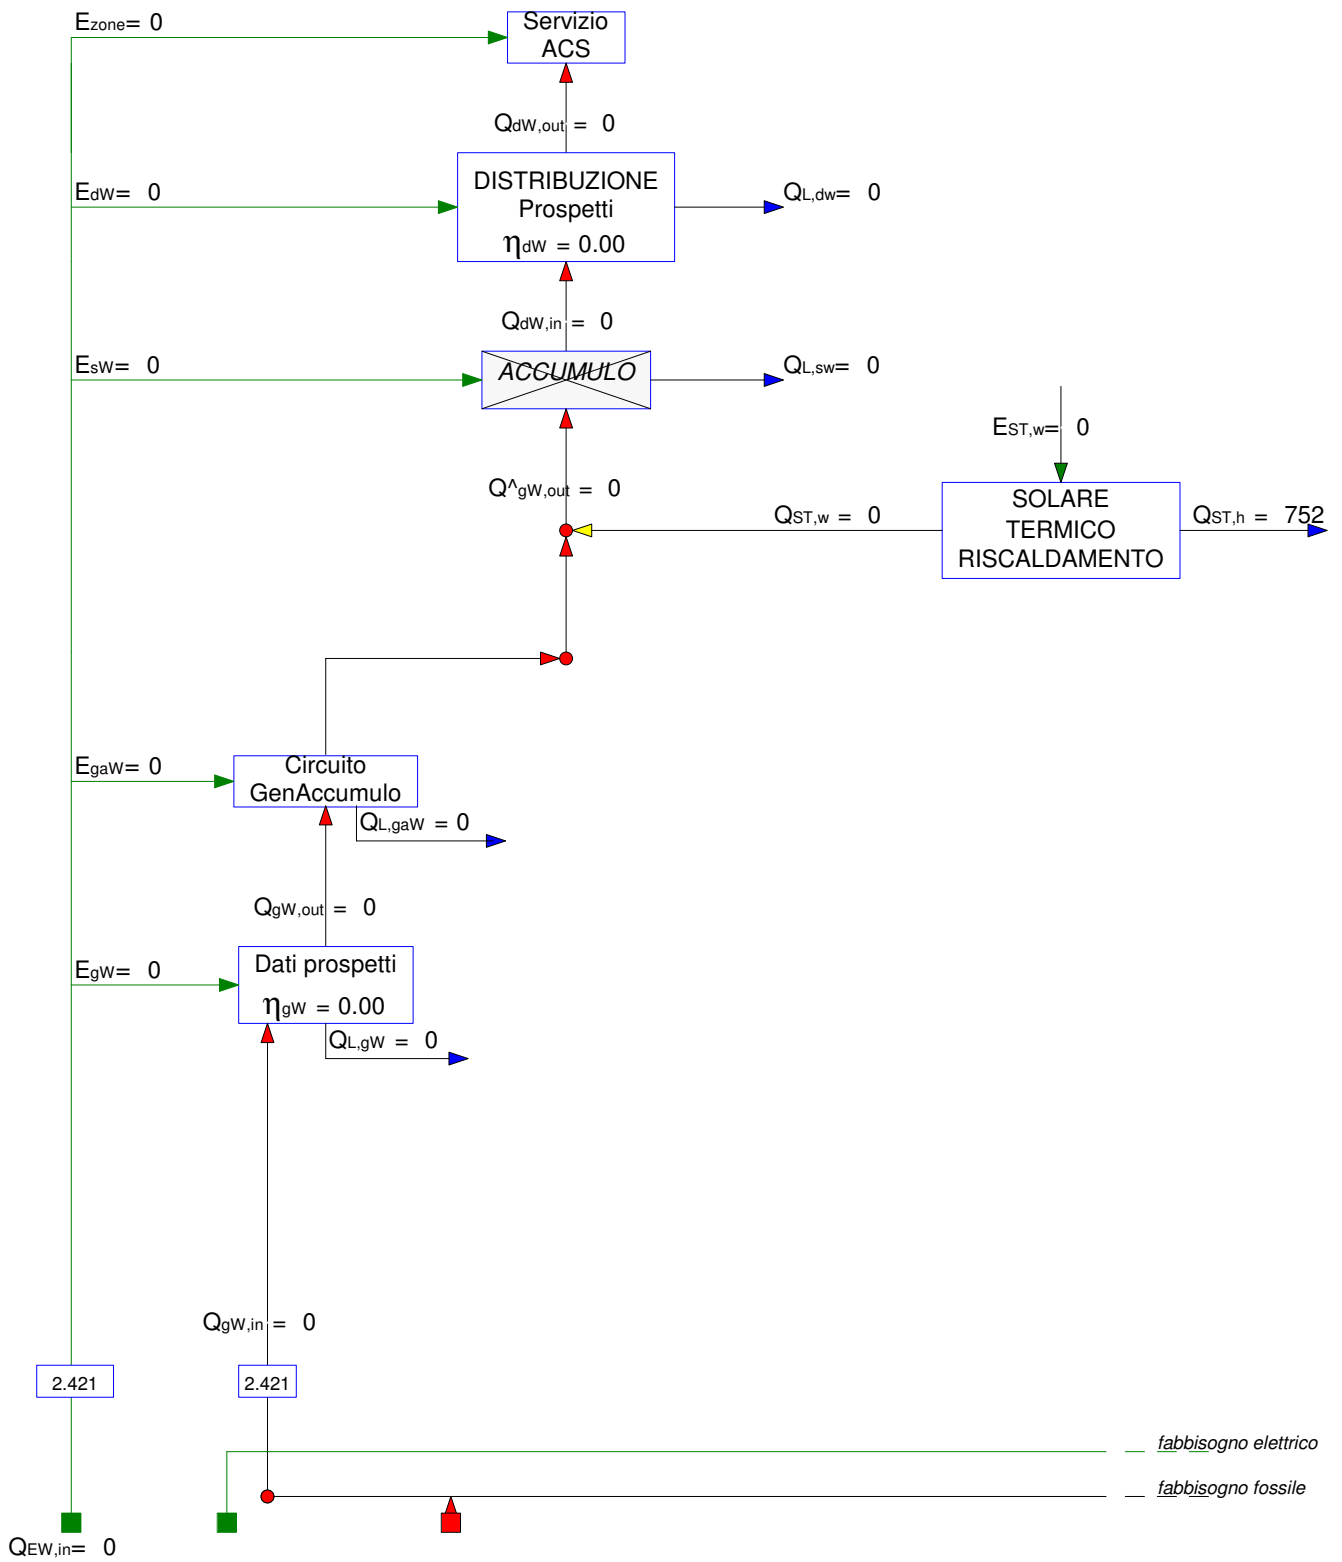 Ezone= 0
Servizio
ACS
QdW,out = 0
EdW= 0
DISTRIBUZIONE
Prospetti
ηdW = 0.00
QL,dw= 0
QdW,in = 0
EsW= 0
ACCUMULO
QL,sw= 0
EST,w= 0
Q^gW,out = 0
QST,w = 0
SOLARE
TERMICO
RISCALDAMENTO
QST,h = 752
EgaW= 0
Circuito
GenAccumulo
QL,gaW = 0
QgW,out = 0
EgW= 0
Dati prospetti
ηgW = 0.00
QL,gW = 0
QgW,in = 0
2.421
2.421
fabbisogno elettrico
fabbisogno fossile
QEW,in= 0